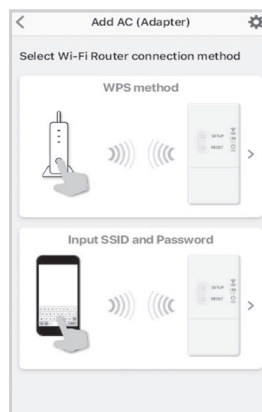 Add AC (Adapter)
Select Wi-Fi Router connection method
WPS method
SETUP
RESET
Input SSID and Password
SETUP
RESET